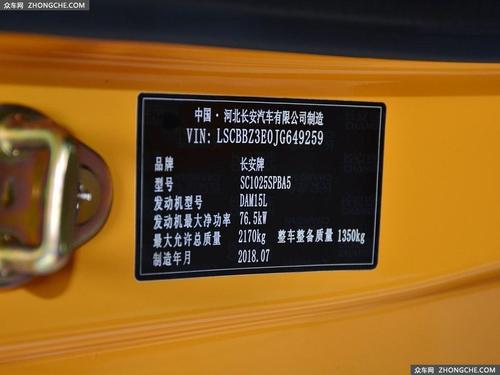 众车网 ZHONGCHE.COM
中国·河北长安汽车有限公司制造
VIN: LSCBBZ3E0JG649259
品牌 长安牌
型号 SC1025SPBA5
发动机型号 DAM15L
发动机最大净功率 76.5kW
最大允许总质量 2170kg 整车整备质量 1350kg
制造年月 2018.07
众车网 ZHONGCHE.COM